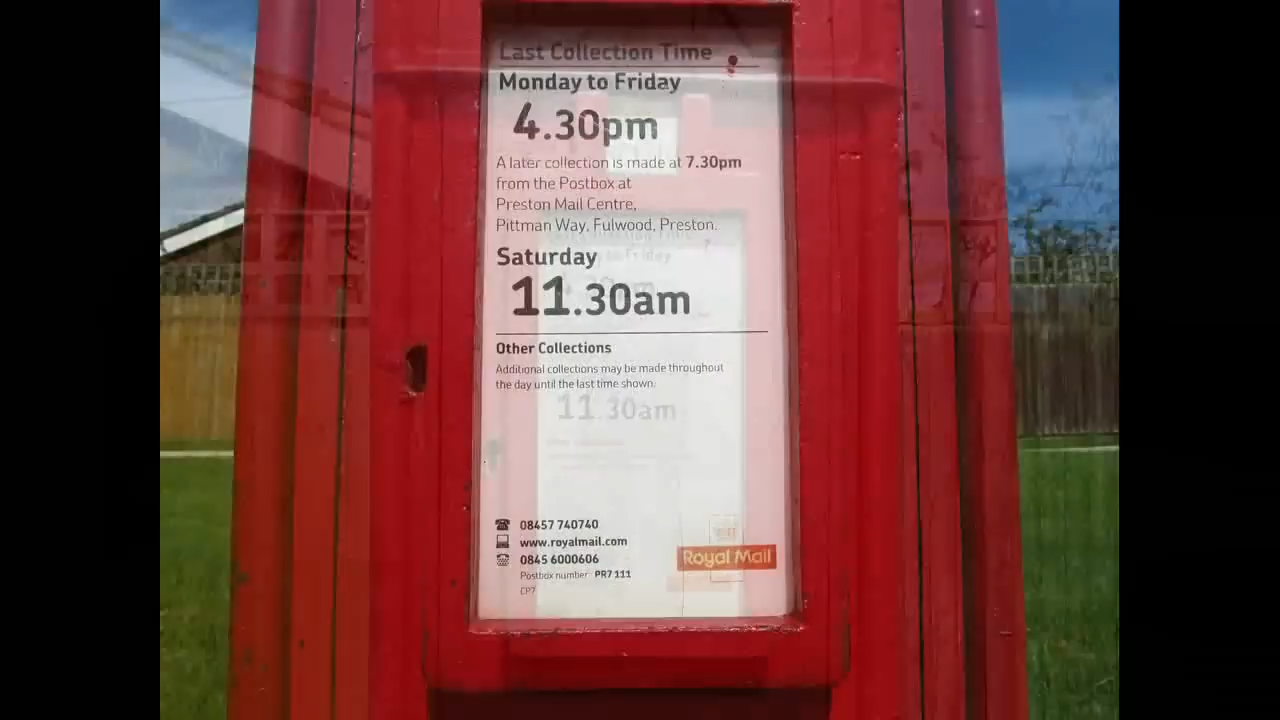 Last Collection Time
Monday to Friday
4.30pm
A later collection is made at 7.30pm
from the Postbox at
Preston Mail Centre,
Pittman Way, Fulwood, Preston.
Saturday
11.30am
Other Collections
Additional collections may be made throughout
the day until the last time shown.
11.30am
08457 740740
www.royalmail.com
0845 6000606
Postbox number PR7 111
CP7
Royal Mail